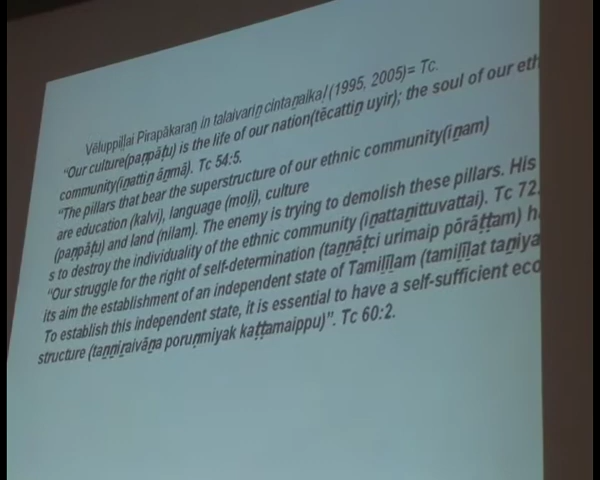 Vēluppiḷḷai Pirapākaraṉ in talaivariṉ cintaṉaikaḷ (1995, 2005)= Tc.
"Our culture(paṇpāṭu) is the life of our nation(tēcattiṉ uyir); the soul of our eth
community(iṉattiṉ āṉmā). Tc 54:5.
"The pillars that bear the superstructure of our ethnic community(iṉam)
are education (kalvi), language (moḻi), culture
(paṇpāṭu) and land (nilam). The enemy is trying to demolish these pillars. His
s to destroy the individuality of the ethnic community (iṉattaṉittuvattai). Tc 72.
"Our struggle for the right of self-determination (taṉṉāṭci urimaip pōrāṭṭam) h
its aim the establishment of an independent state of Tamiḻīḻam (tamiḻīḻat taṉiya
To establish this independent state, it is essential to have a self-sufficient eco
structure (taṉṉiṟaivāṉa poruṇmiyak kaṭṭamaippu)". Tc 60:2.